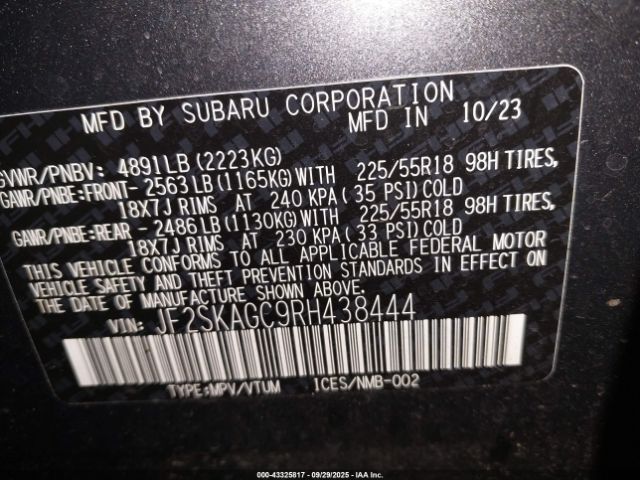 MFD BY SUBARU CORPORATION
MFD IN 10/23
GVWR/PNBV: 4891LB(2223KG)
GAWR/PNBE:FRONT- 2563LB(1165KG)WITH 225/55R18 98H TIRES,
18X7J RIMS AT 240 KPA( 35 PSI)COLD
GAWR/PNBE:REAR - 2486LB(1130KG)WITH 225/55R18 98H TIRES,
18X7J RIMS AT 230 KPA( 33 PSI)COLD
THIS VEHICLE CONFORMS TO ALL APPLICABLE FEDERAL MOTOR
VEHICLE SAFETY AND THEFT PREVENTION STANDARDS IN EFFECT ON
THE DATE OF MANUFACTURE SHOWN ABOVE.
VIN: JF2SKAGC9RH438444
TYPE:MPV/VTUM ICES/NMB-002
000-43325817 - 09/29/2025 - IAA Inc.